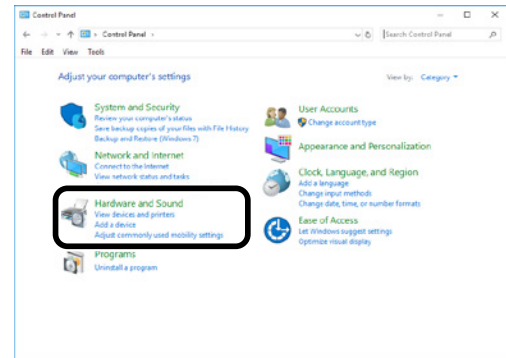 Control Panel
Control Panel
Search Control Panel
File Edit View Tools
Adjust your computer's settings
View by: Category
System and Security
Review your computer's status
Save backup copies of your files with File History
Backup and Restore (Windows 7)
Network and Internet
Connect to the Internet
View network status and tasks
Hardware and Sound
View devices and printers
Add a device
Adjust commonly used mobility settings
Programs
Uninstall a program
User Accounts
Change account type
Appearance and Personalization
Clock, Language, and Region
Add a language
Change input methods
Change date, time, or number formats
Ease of Access
Let Windows suggest settings
Optimize visual display